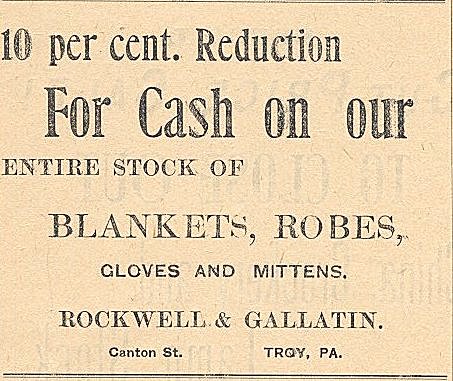 10 per cent. Reduction
For Cash on our
ENTIRE STOCK OF
BLANKETS, ROBES,
GLOVES AND MITTENS.
ROCKWELL & GALLATIN.
Canton St. TROY, PA.